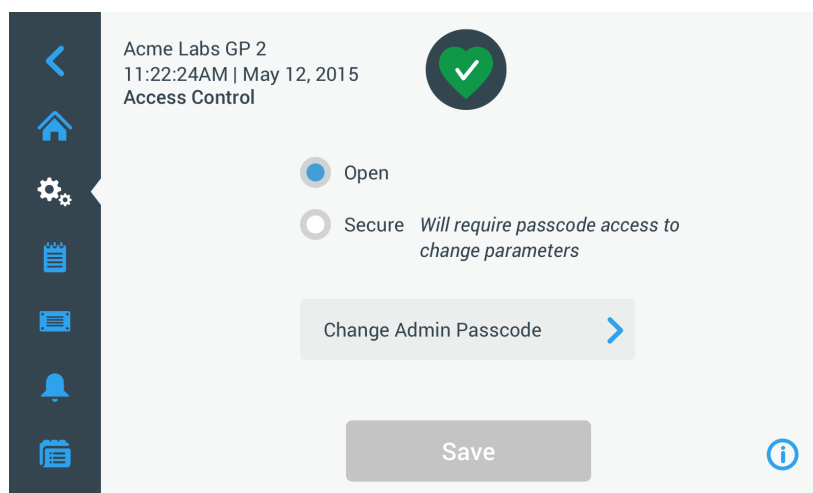 Acme Labs GP 2
11:22:24AM | May 12, 2015
Access Control
Open
Secure Will require passcode access to
change parameters
Change Admin Passcode
Save